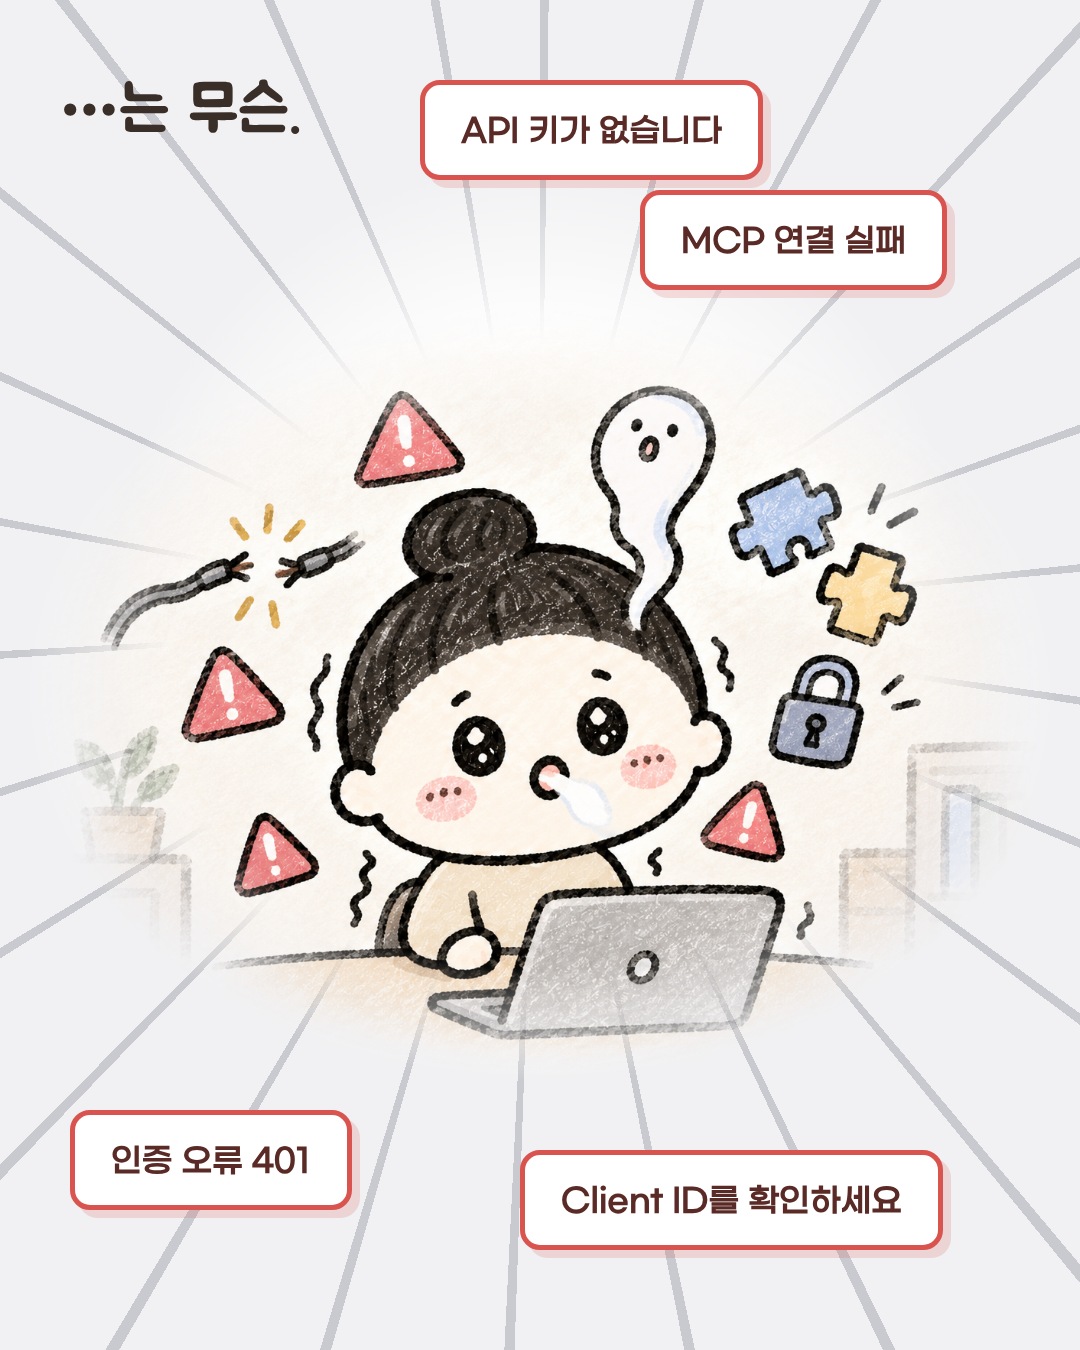 …는 무슨.
API 키가 없습니다
MCP 연결 실패
인증 오류 401
Client ID를 확인하세요